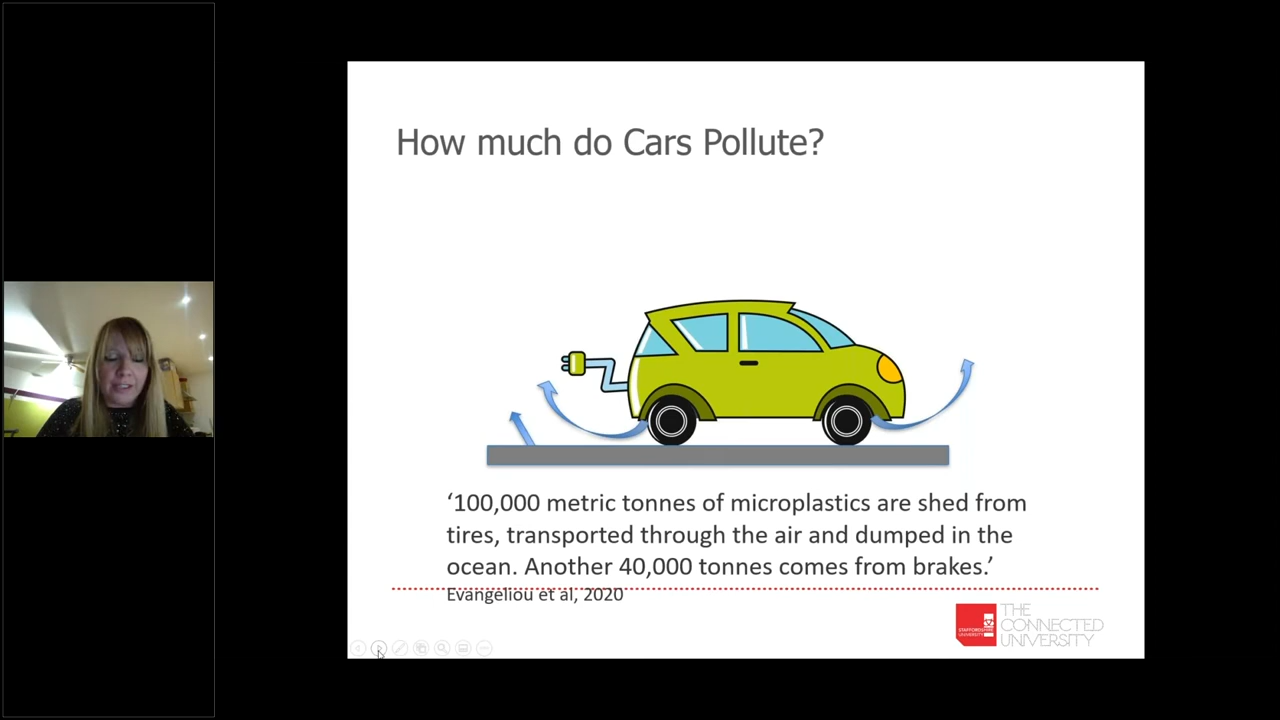 How much do Cars Pollute?
‘100,000 metric tonnes of microplastics are shed from
tires, transported through the air and dumped in the
ocean. Another 40,000 tonnes comes from brakes.’
Evangeliou et al, 2020
STAFFORDSHIRE
UNIVERSITY
THE
CONNECTED
UNIVERSITY